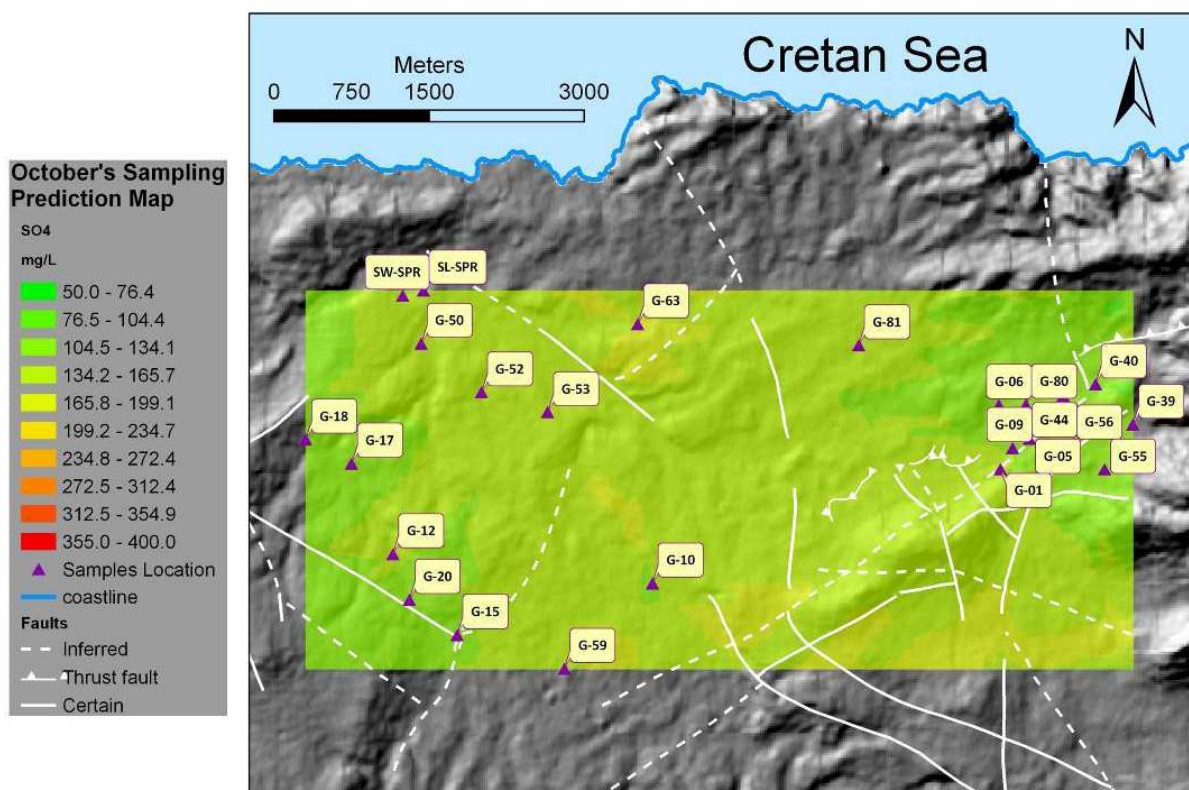 October's Sampling
Prediction Map
SO4
mg/L
50.0 - 76.4
76.5 - 104.4
104.5 - 134.1
134.2 - 165.7
165.8 - 199.1
199.2 - 234.7
234.8 - 272.4
272.5 - 312.4
312.5 - 354.9
355.0 - 400.0
Samples Location
coastline
Faults
Inferred
Thrust fault
Certain
Cretan Sea
N
Meters
0 750 1500 3000
SW-SPR SL-SPR
G-50
G-63
G-81
G-52
G-53
G-06 G-80
G-40
G-39
G-18
G-17
G-09 G-44 G-56
G-05 G-55
G-01
G-12
G-20
G-15
G-10
G-59